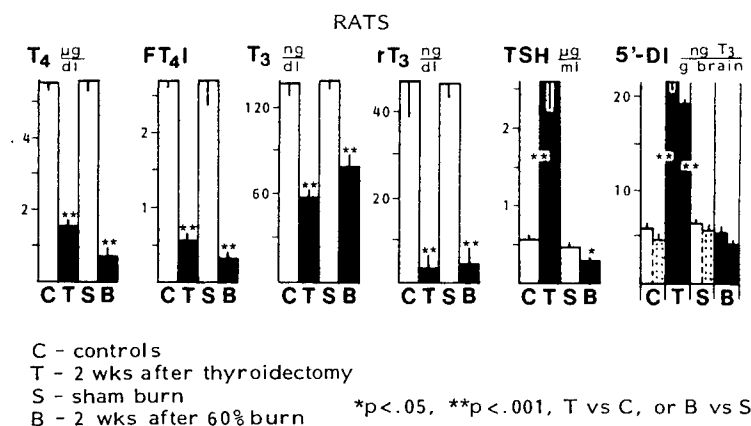 RATS
T4 µg/dl FT4I T3 ng/dl rT3 ng/dl TSH µg/ml 5'-DI ng T3/g brain
4 2
2 1
120 60
40 20
2 1
20 10
** **
** **
** **
** **
** *
** **
C T S B C T S B C T S B C T S B C T S B C T S B
C - controls
T - 2 wks after thyroidectomy
S - sham burn
B - 2 wks after 60% burn
*p<.05, **p<.001, T vs C, or B vs S